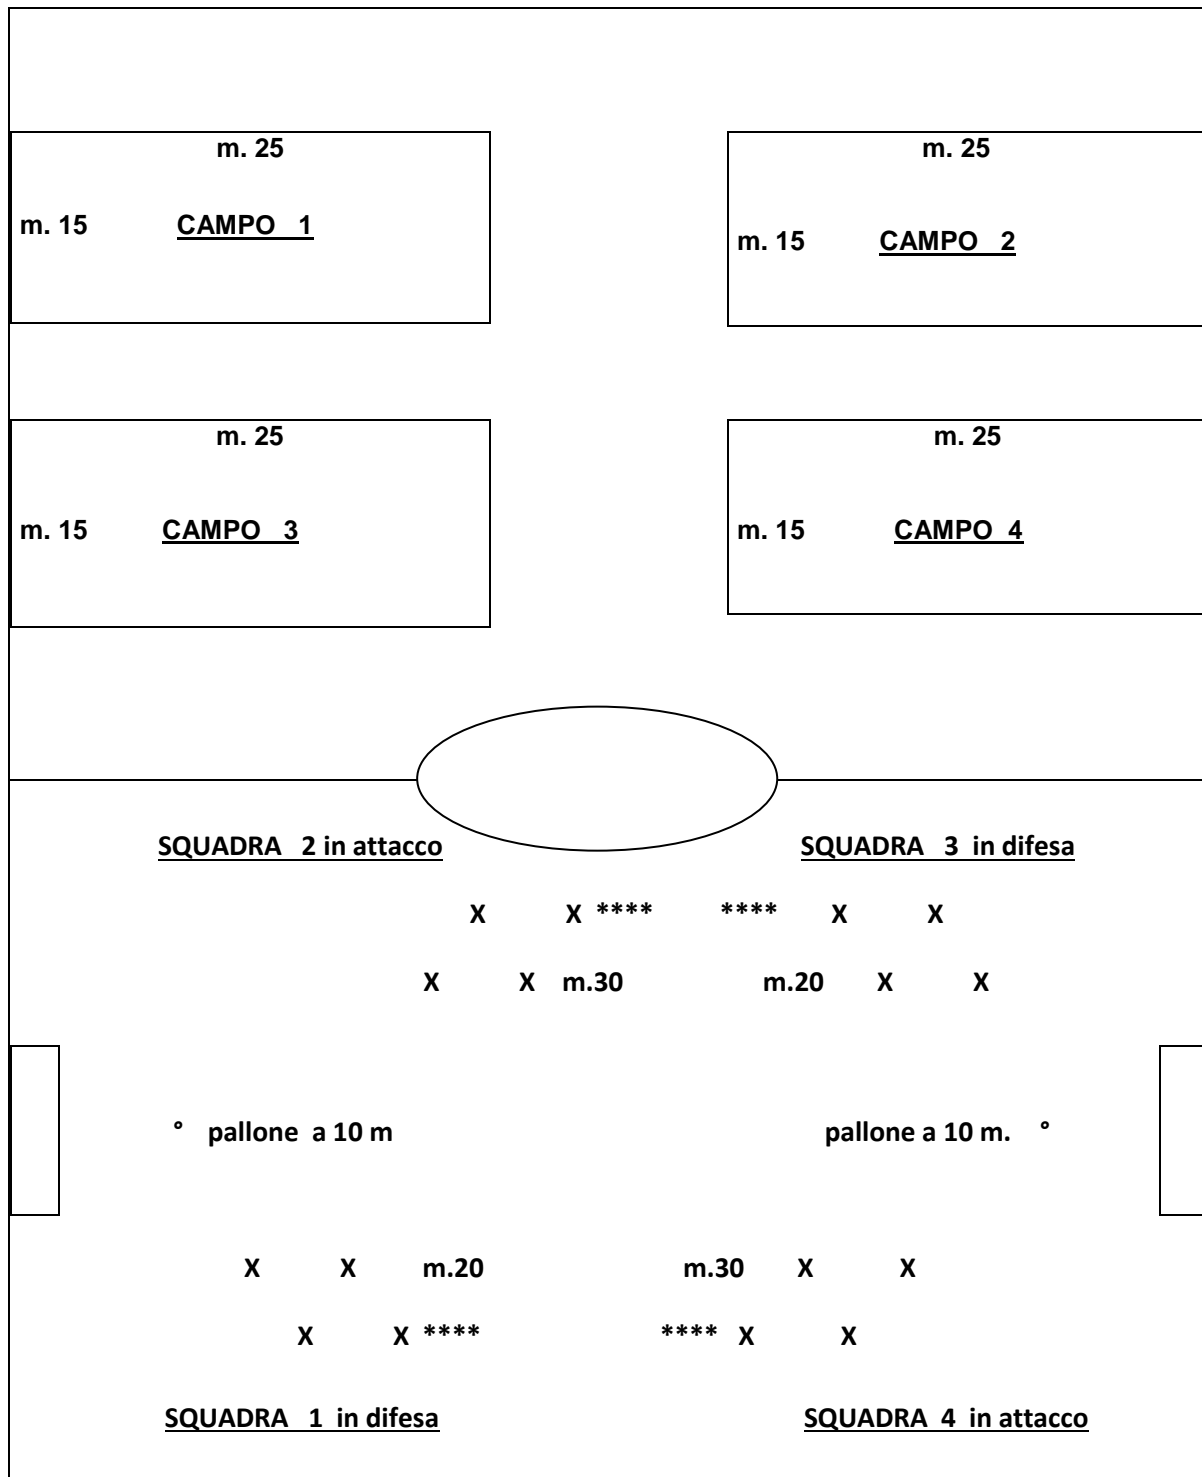 m. 25 m. 25
m. 15 CAMPO 1
m. 15 CAMPO 2
m. 25 m. 25
m. 15 CAMPO 3 m. 15 CAMPO 4
SQUADRA 2 in attacco SQUADRA 3 in difesa
X X **** **** X X
X X m.30 m.20 X X
° pallone a 10 m pallone a 10 m. °
X X m.20 m.30 X X
X X **** **** X X
SQUADRA 1 in difesa SQUADRA 4 in attacco